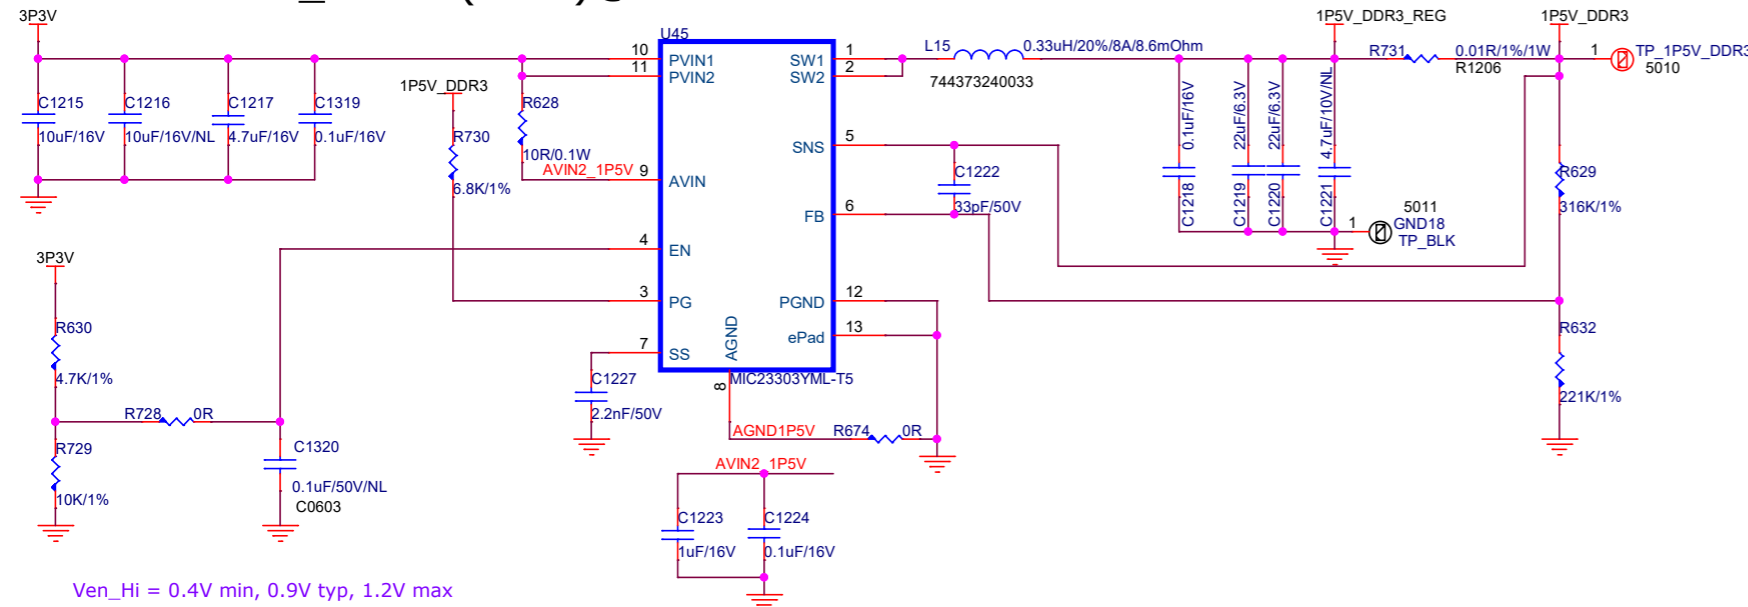 3P3V
C1215
10uF/16V
C1216
10uF/16V/NL
C1217
4.7uF/16V
C1319
0.1uF/16V
1P5V_DDR3
R730
6.8K/1%
R628
10R/0.1W
AVIN2_1P5V
U45
10 PVIN1
11 PVIN2
9 AVIN
4 EN
3 PG
7 SS
8 AGND
SW1 1
SW2 2
SNS 5
FB 6
PGND 12
ePad 13
MIC23303YML-T5
L15 0.33uH/20%/8A/8.6mOhm
744373240033
1P5V_DDR3_REG
1P5V_DDR3
R731 0.01R/1%/1W
R1206
1 TP_1P5V_DDR3
5010
C1222
33pF/50V
C1218 0.1uF/16V
C1219 22uF/6.3V
C1220 22uF/6.3V
C1221 4.7uF/10V/NL
5011
1 GND18
TP_BLK
R629
316K/1%
R632
221K/1%
3P3V
R630
4.7K/1%
R728 0R
R729
10K/1%
C1320
0.1uF/50V/NL
C0603
C1227
2.2nF/50V
AGND1P5V R674 0R
AVIN2_1P5V
C1223
1uF/16V
C1224
0.1uF/16V
Ven_Hi = 0.4V min, 0.9V typ, 1.2V max